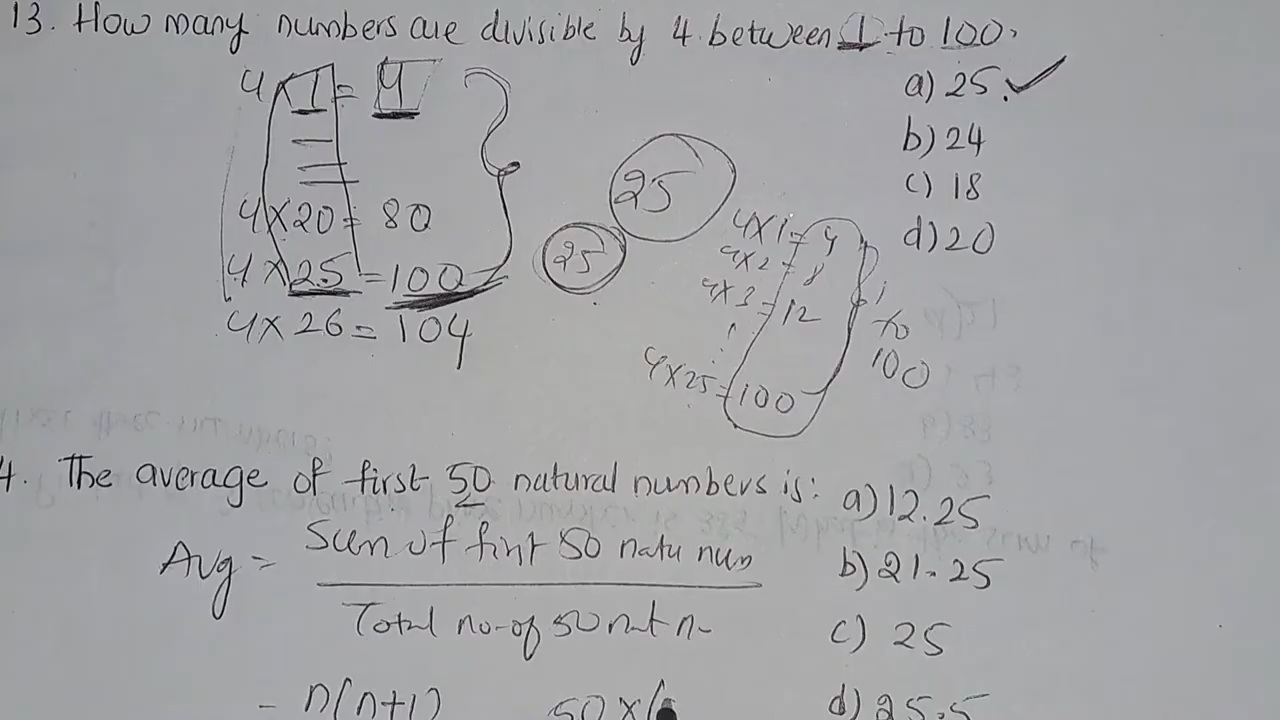 13. How many numbers are divisible by 4 between 1 to 100.
a) 25 ✓
b) 24
c) 18
d) 20
4 × 1 = 4
4 × 20 = 80
4 × 25 = 100
4 × 26 = 104
25
25
4 × 1 = 4
4 × 2 = 8
4 × 3 = 12
4 × 25 = 100
1 to 100
4. The average of first 50 natural numbers is:
a) 12.25
b) 21.25
c) 25
d) 25.5
Avg = Sum of first 50 natu num
Total no. of 50 nat n
= n(n+1) 50 × (